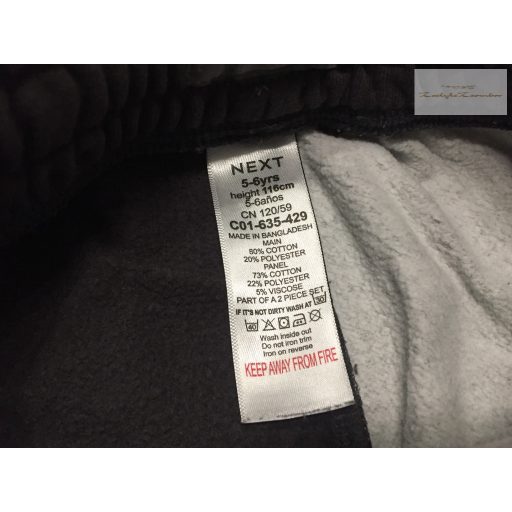 NEXT
5-6yrs
height 116cm
5-6años
CN 120/59
C01-635-429
MADE IN BANGLADESH
MAIN
80% COTTON
20% POLYESTER
PANEL
73% COTTON
22% POLYESTER
5% VISCOSE
PART OF A 2 PIECE SET
IF IT'S NOT DIRTY WASH AT 30
40
Wash inside out
Do not iron trim
Iron on reverse
KEEP AWAY FROM FIRE